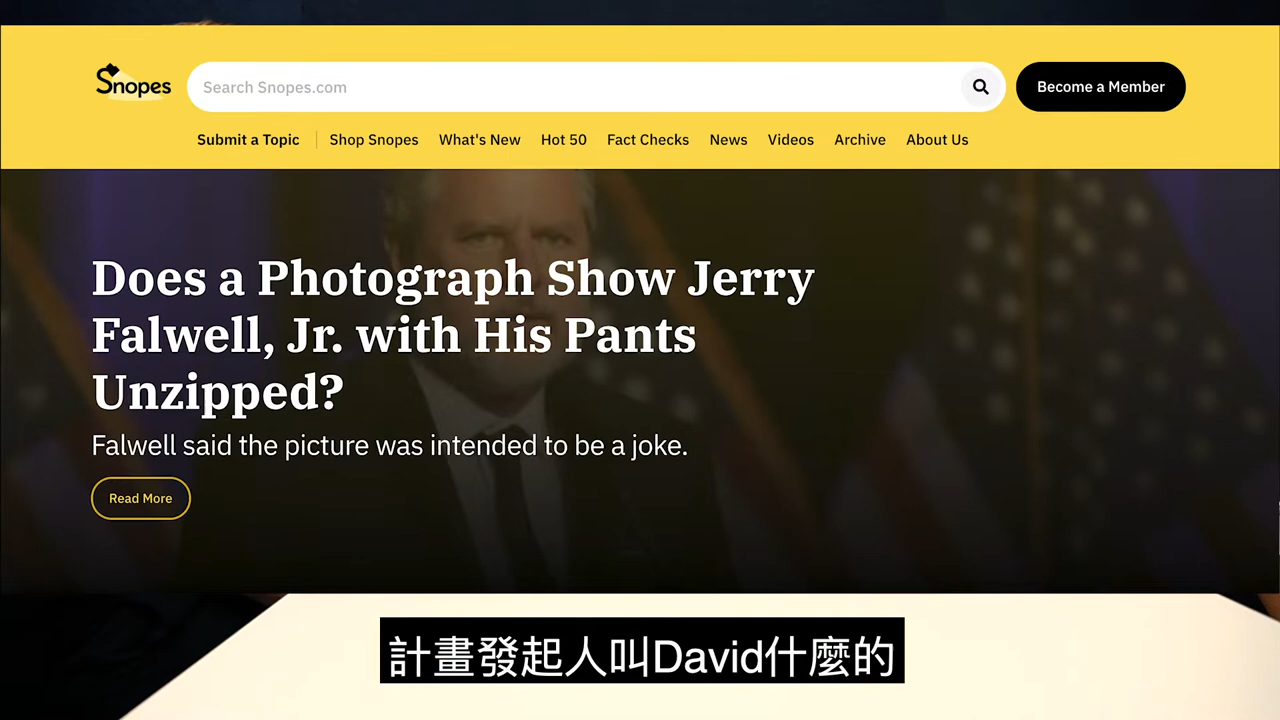 Snopes
Search Snopes.com
Become a Member
Submit a Topic
Shop Snopes
What's New
Hot 50
Fact Checks
News
Videos
Archive
About Us
Does a Photograph Show Jerry
Falwell, Jr. with His Pants
Unzipped?
Falwell said the picture was intended to be a joke.
Read More
計畫發起人叫David什麼的